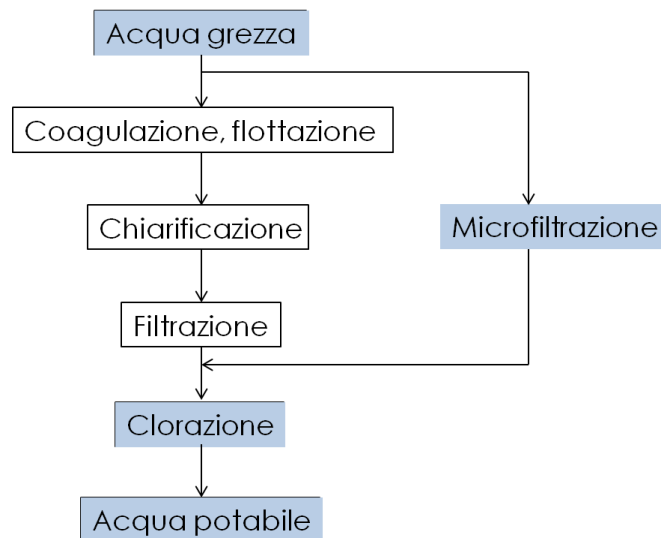 Acqua grezza
Coagulazione, flottazione
Chiarificazione
Microfiltrazione
Filtrazione
Clorazione
Acqua potabile